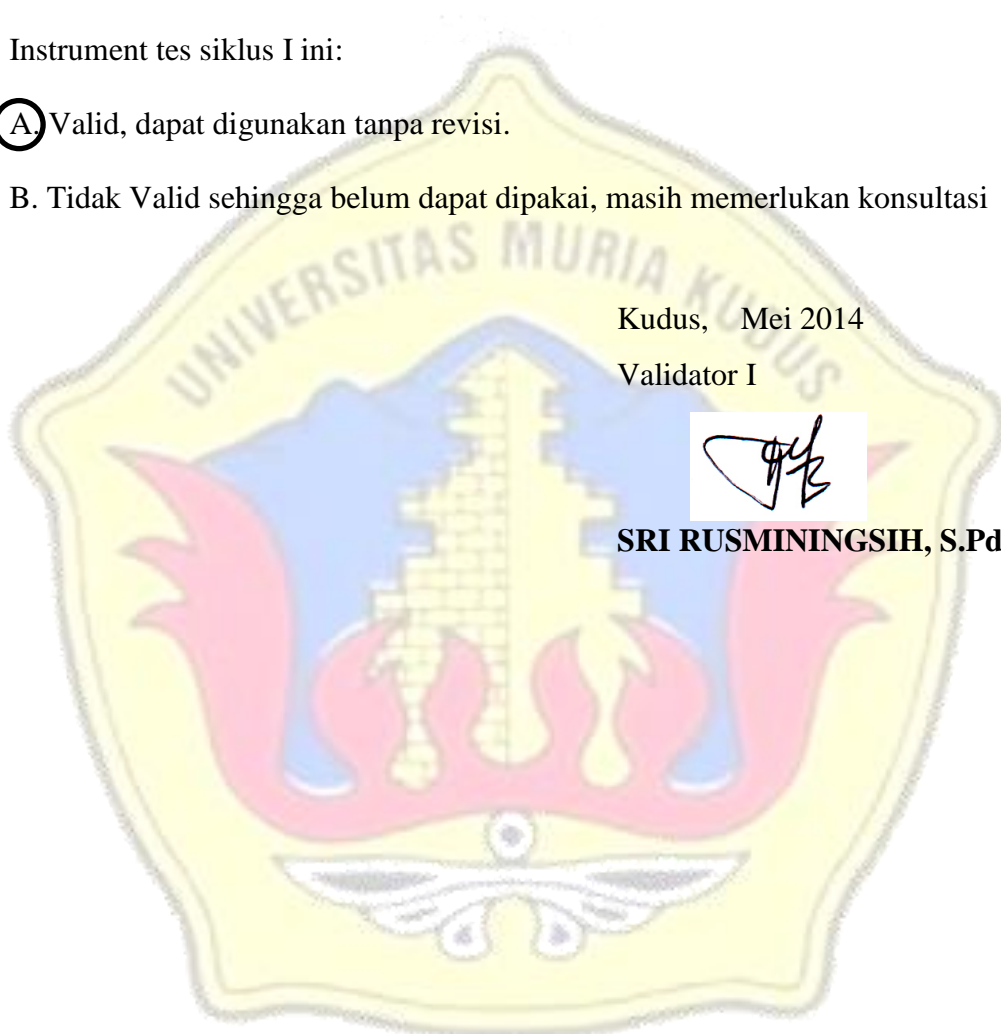 Instrument tes siklus I ini:
A. Valid, dapat digunakan tanpa revisi.
B. Tidak Valid sehingga belum dapat dipakai, masih memerlukan konsultasi
UNIVERSITAS MURIA KUDUS
Kudus, Mei 2014
Validator I
SRI RUSMININGSIH, S.Pd